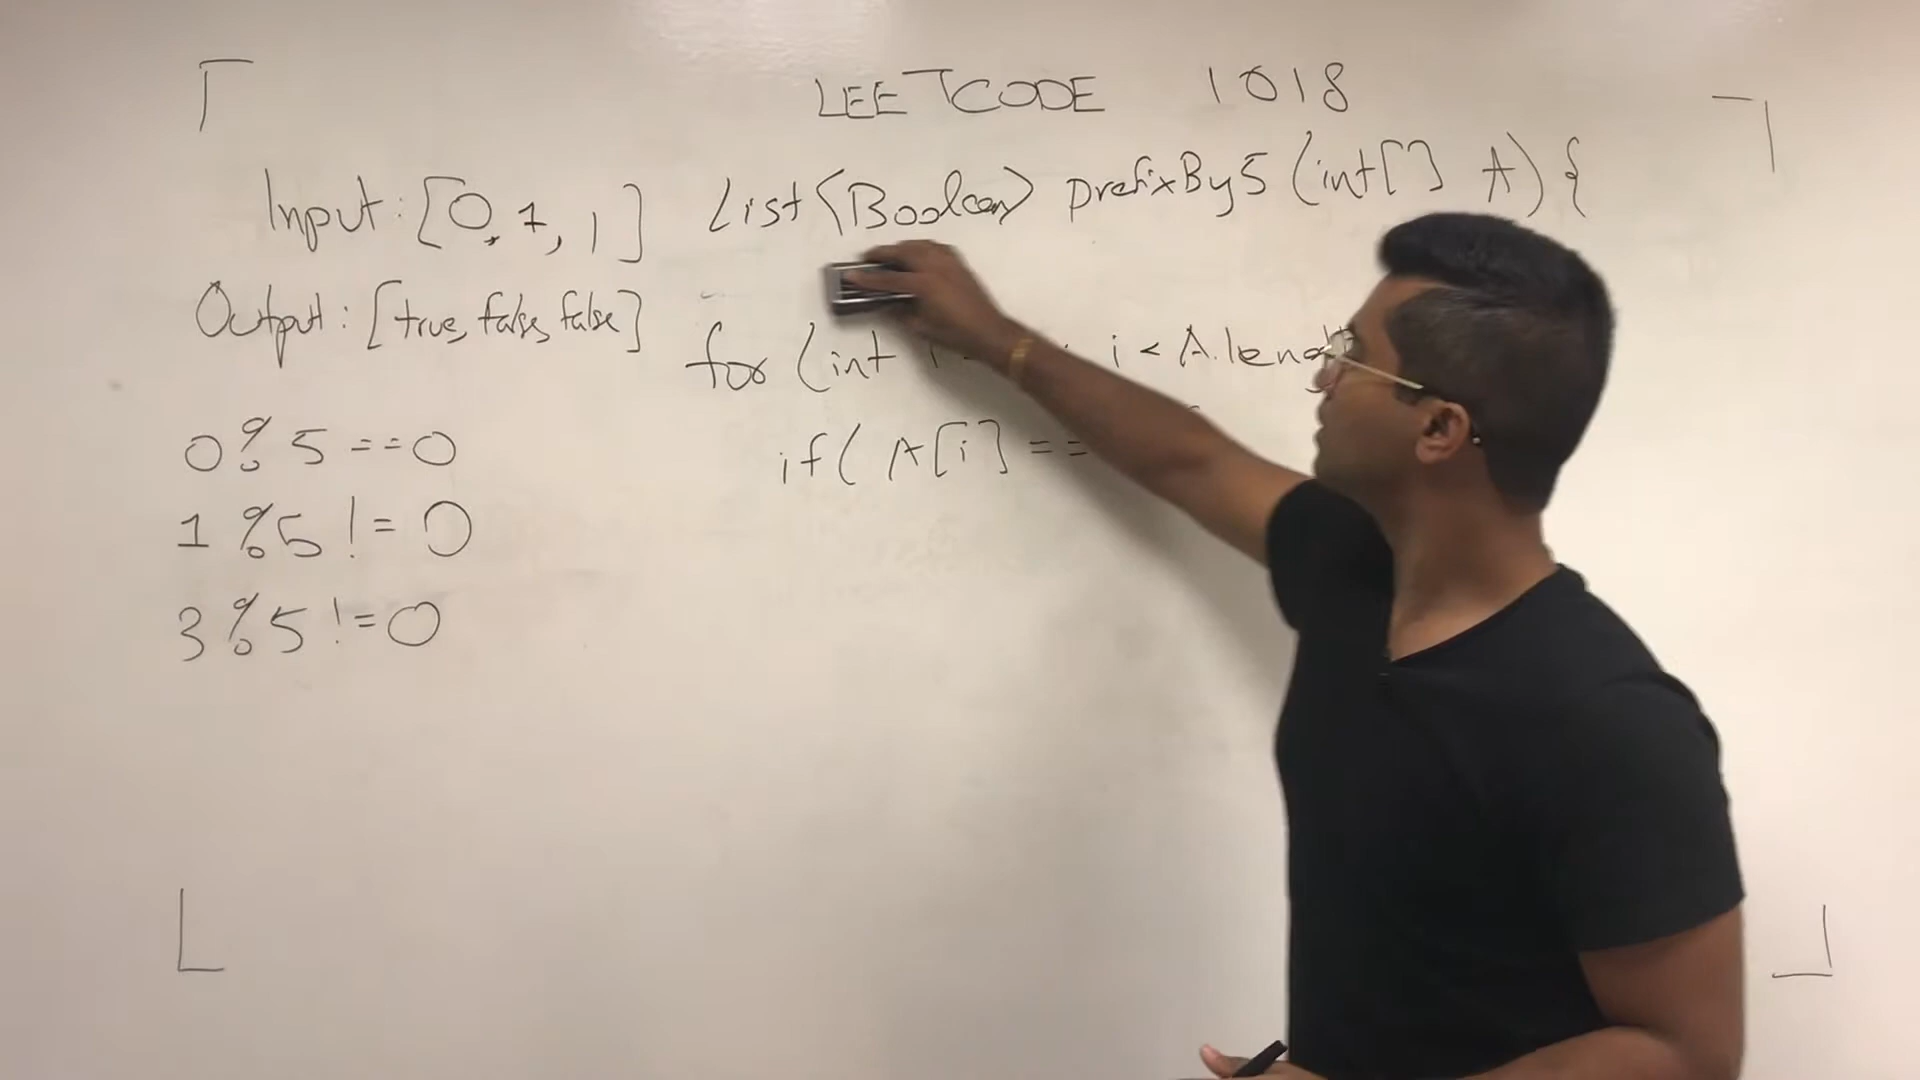 LEETCODE 1018
Input: [0, 1, 1]
Output: [true, false, false]
0 % 5 == 0
1 % 5 != 0
3 % 5 != 0
List<Boolean> prefixBy5 (int[] A) {
for (int i i < A.leng
if ( A[i] ==